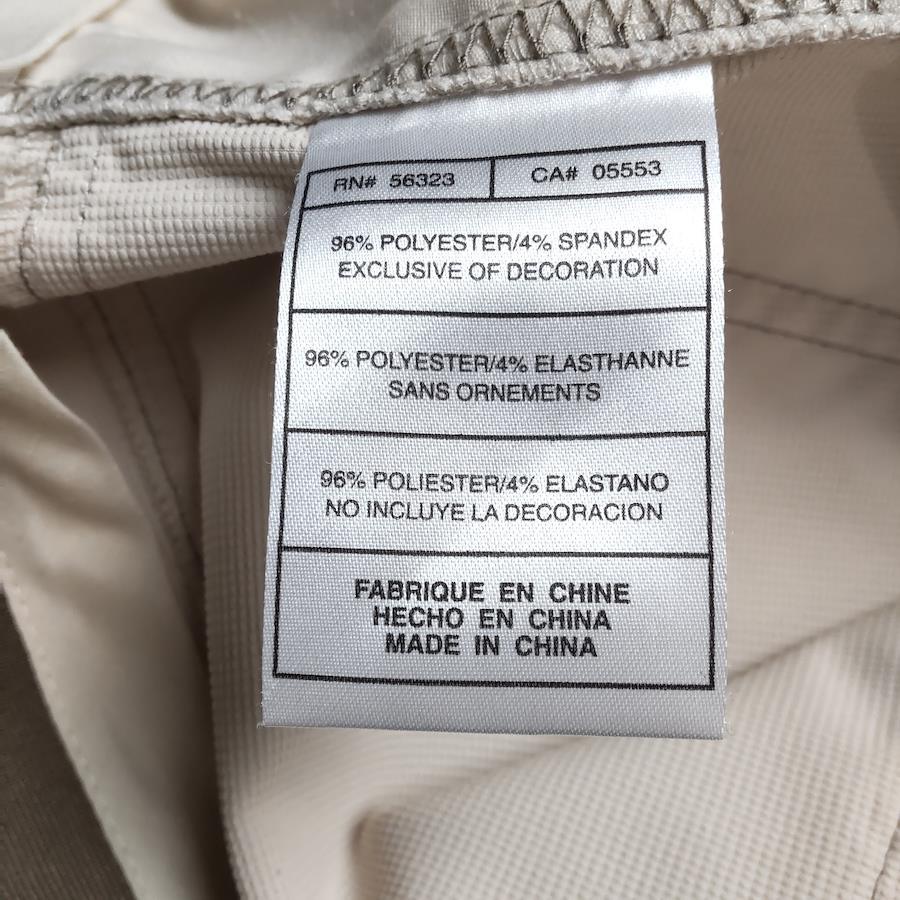 RN# 56323 CA# 05553
96% POLYESTER/4% SPANDEX
EXCLUSIVE OF DECORATION
96% POLYESTER/4% ELASTHANNE
SANS ORNEMENTS
96% POLIESTER/4% ELASTANO
NO INCLUYE LA DECORACION
FABRIQUE EN CHINE
HECHO EN CHINA
MADE IN CHINA